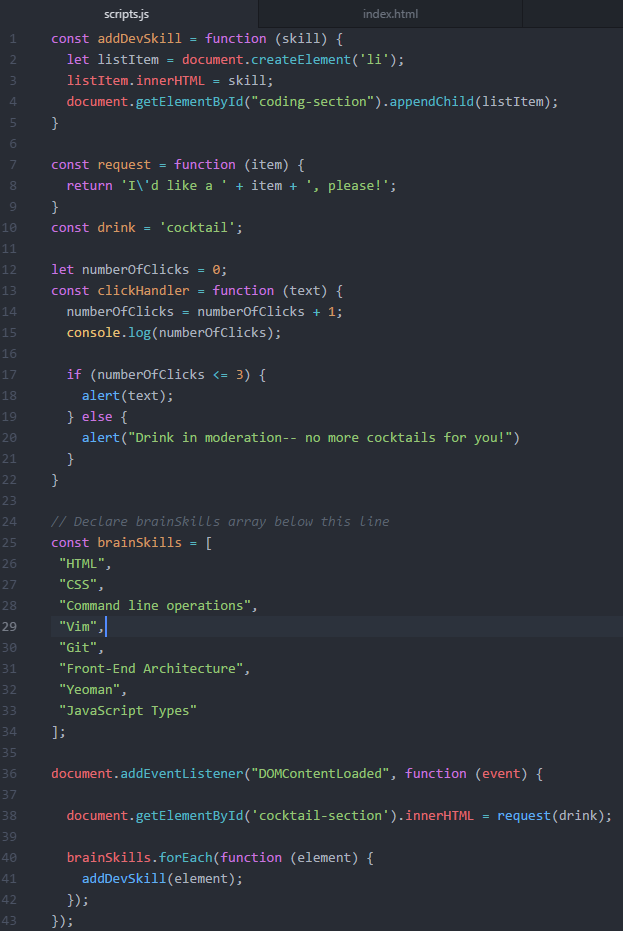 scripts.js
index.html
1 const addDevSkill = function (skill) {
2   let listItem = document.createElement('li');
3   listItem.innerHTML = skill;
4   document.getElementById("coding-section").appendChild(listItem);
5 }
6
7 const request = function (item) {
8   return 'I\'d like a ' + item + ', please!';
9 }
10 const drink = 'cocktail';
11
12 let numberOfClicks = 0;
13 const clickHandler = function (text) {
14   numberOfClicks = numberOfClicks + 1;
15   console.log(numberOfClicks);
16
17   if (numberOfClicks <= 3) {
18     alert(text);
19   } else {
20     alert("Drink in moderation-- no more cocktails for you!")
21   }
22 }
23
24 // Declare brainSkills array below this line
25 const brainSkills = [
26  "HTML",
27  "CSS",
28  "Command line operations",
29  "Vim",
30  "Git",
31  "Front-End Architecture",
32  "Yeoman",
33  "JavaScript Types"
34 ];
35
36 document.addEventListener("DOMContentLoaded", function (event) {
37
38   document.getElementById('cocktail-section').innerHTML = request(drink);
39
40   brainSkills.forEach(function (element) {
41     addDevSkill(element);
42   });
43 });